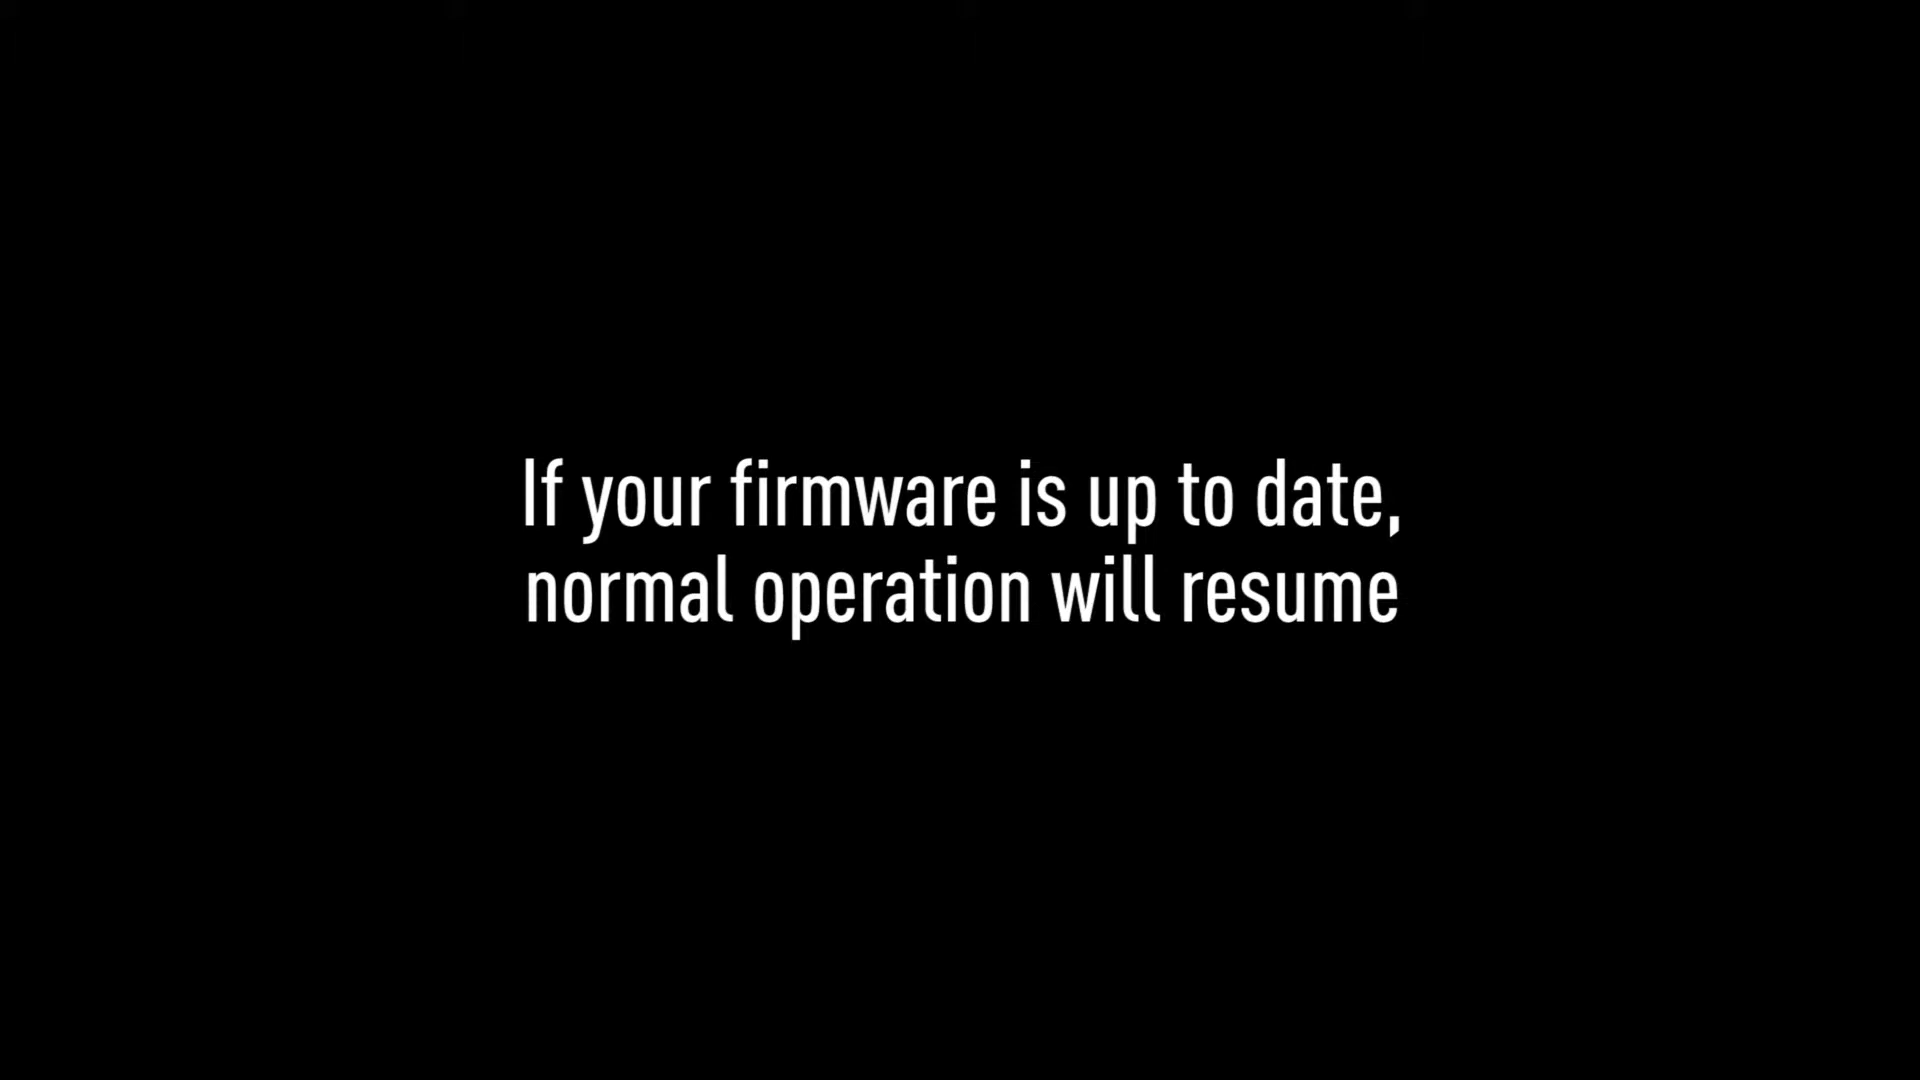 If your firmware is up to date,
normal operation will resume